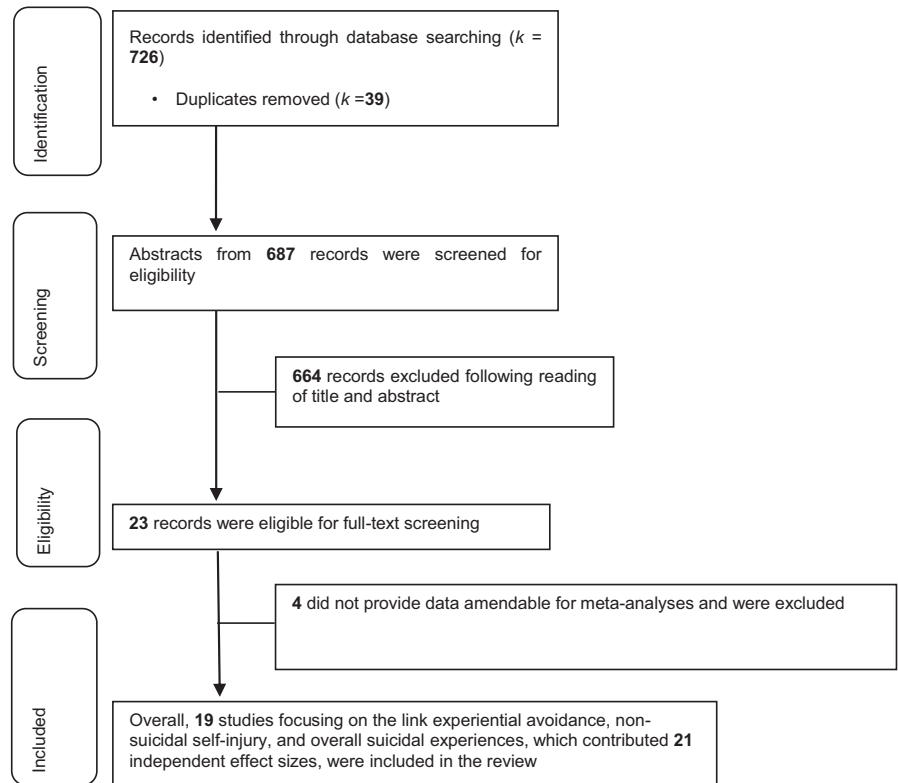 Identification
Records identified through database searching (k =
726)
• Duplicates removed (k =39)
Screening
Abstracts from 687 records were screened for
eligibility
664 records excluded following reading
of title and abstract
Eligibility
23 records were eligible for full-text screening
4 did not provide data amendable for meta-analyses and were excluded
Included
Overall, 19 studies focusing on the link experiential avoidance, non-
suicidal self-injury, and overall suicidal experiences, which contributed 21
independent effect sizes, were included in the review